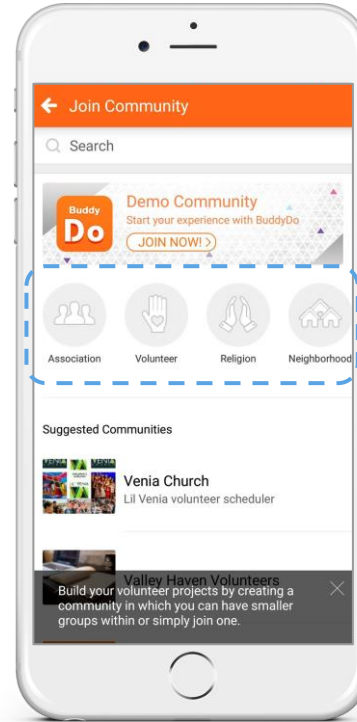 Join Community
Search
Buddy
Do
Demo Community
Start your experience with BuddyDo
JOIN NOW!
Association Volunteer Religion Neighborhood
Suggested Communities
Venia Church
Lil Venia volunteer scheduler
Valley Haven Volunteers
Build your volunteer projects by creating a
community in which you can have smaller
groups within or simply join one.